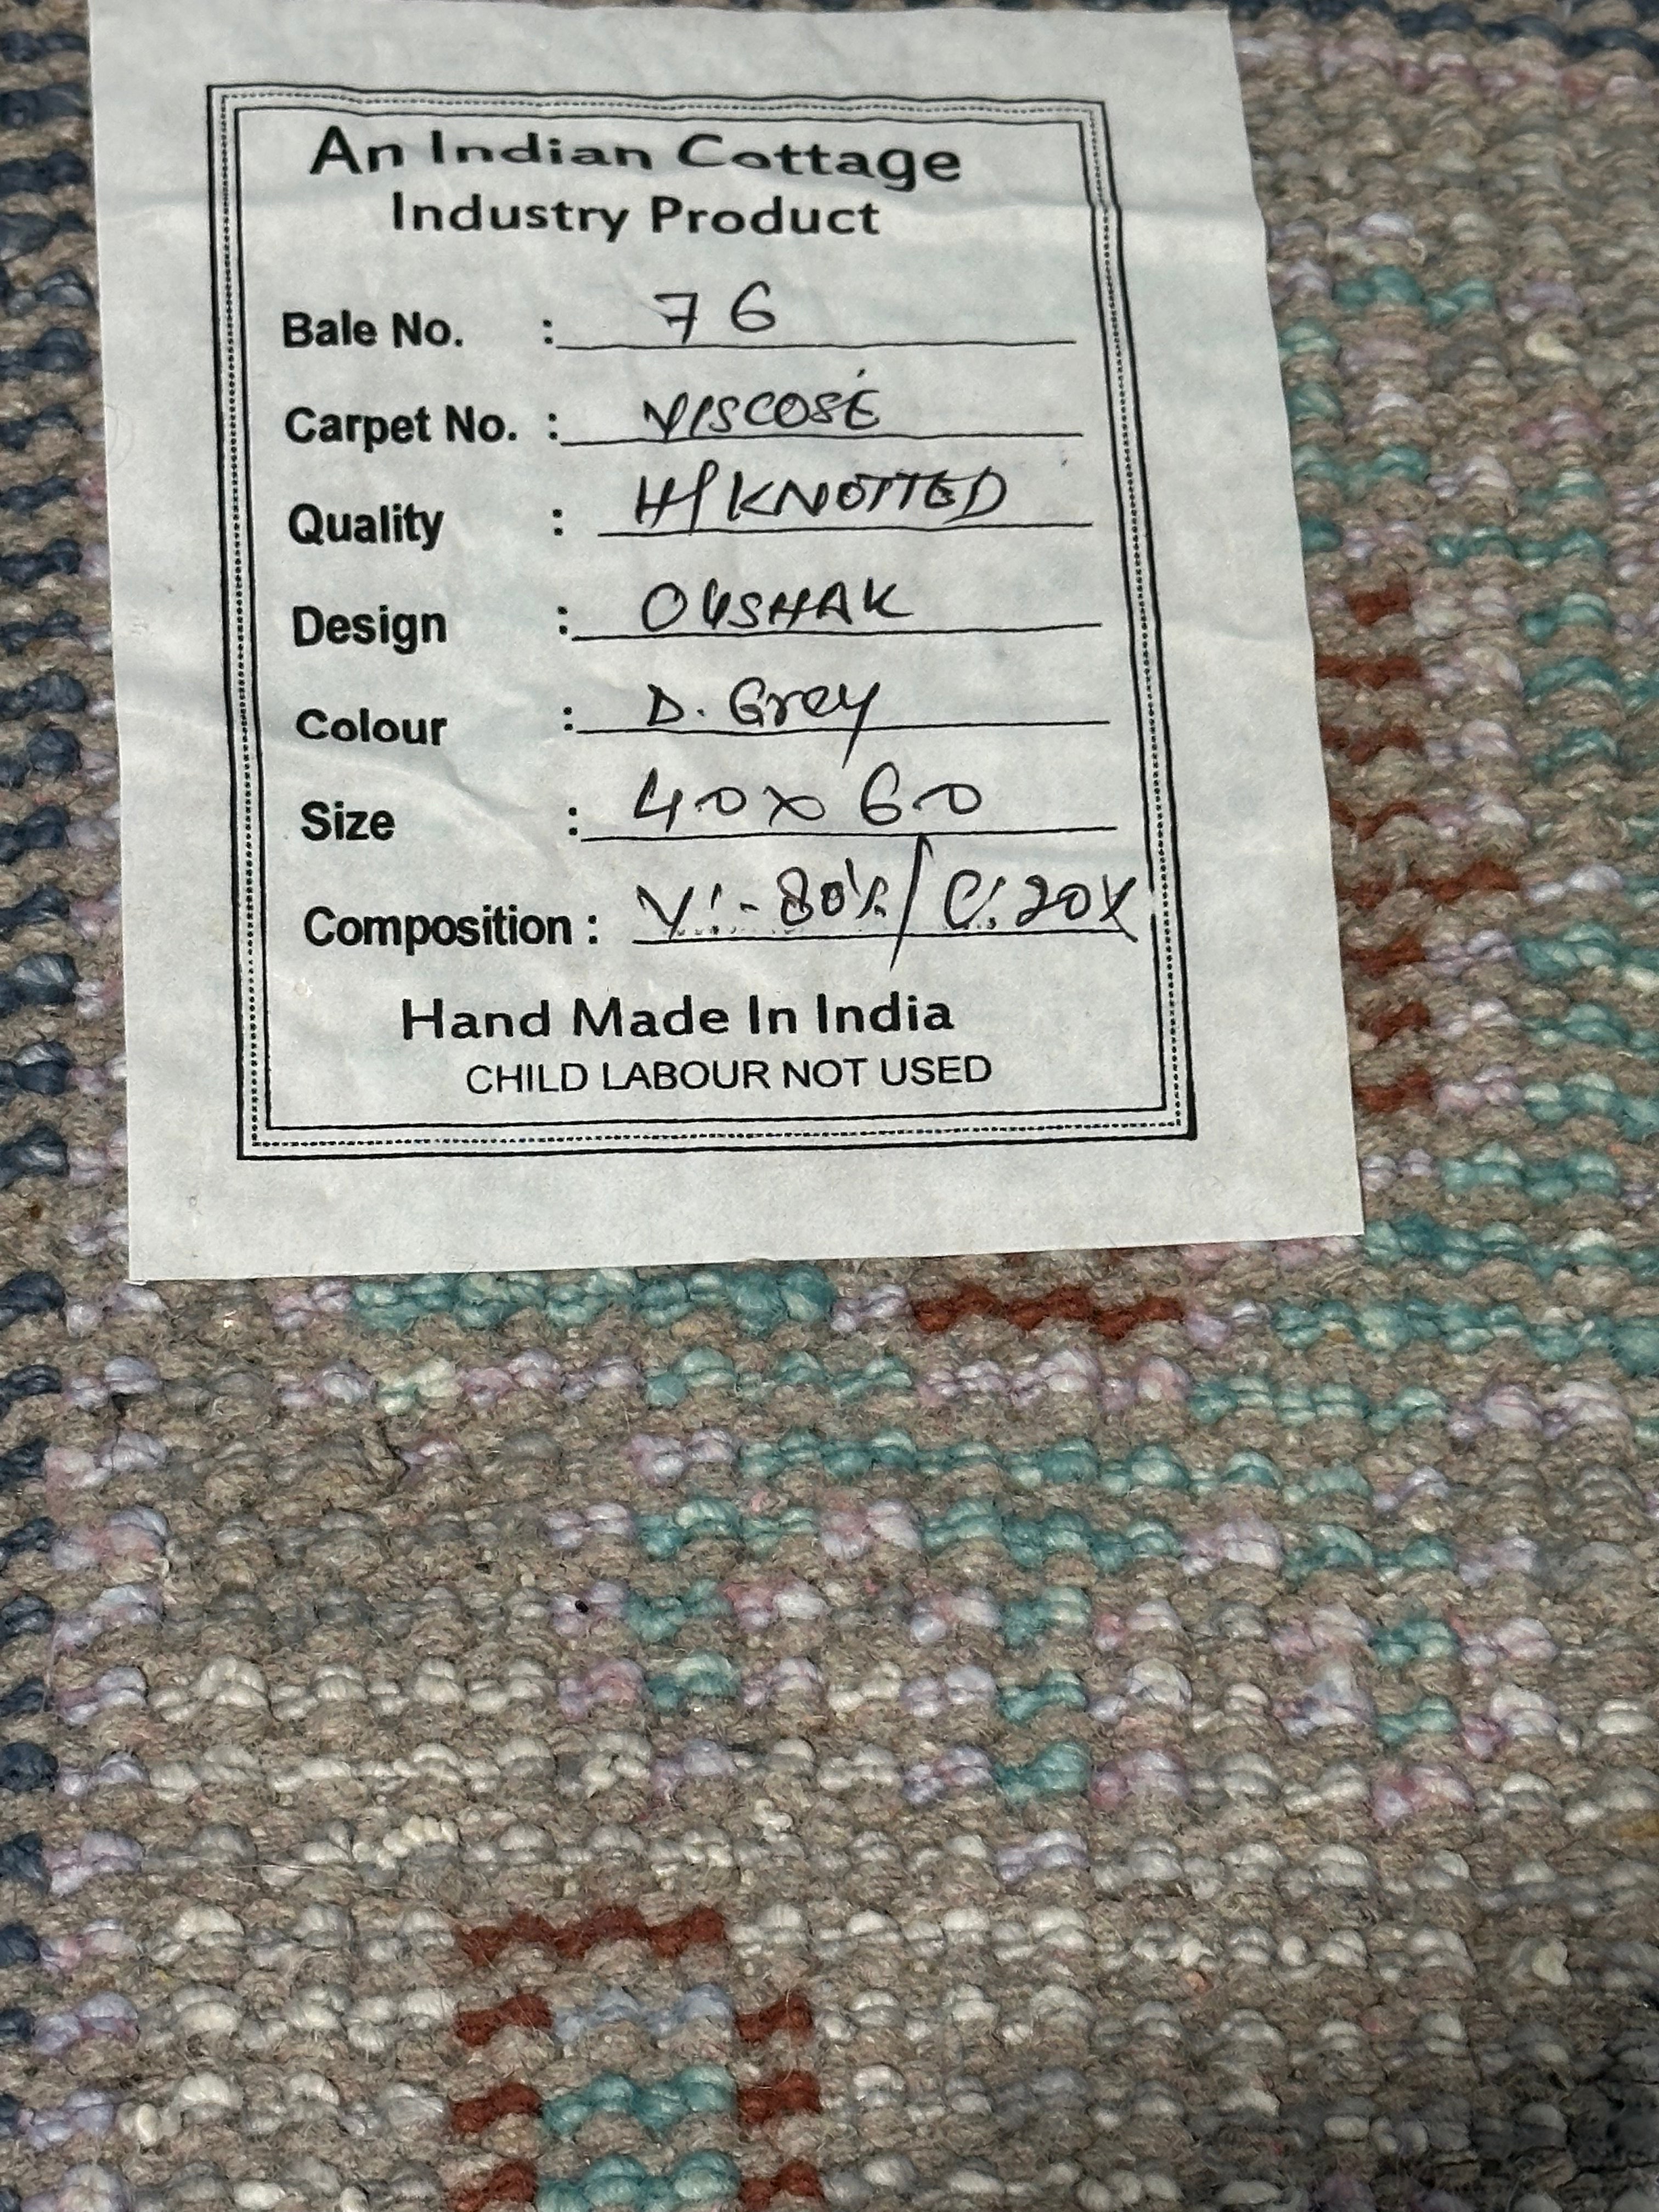 An Indian Cottage
Industry Product
Bale No. : 76
Carpet No. : VISCOSE
Quality : H/KNOTTED
Design : OUSHAK
Colour : D. Grey
Size : 4.0 x 6.0
Composition : V:- 80% / C: 20%
Hand Made In India
CHILD LABOUR NOT USED